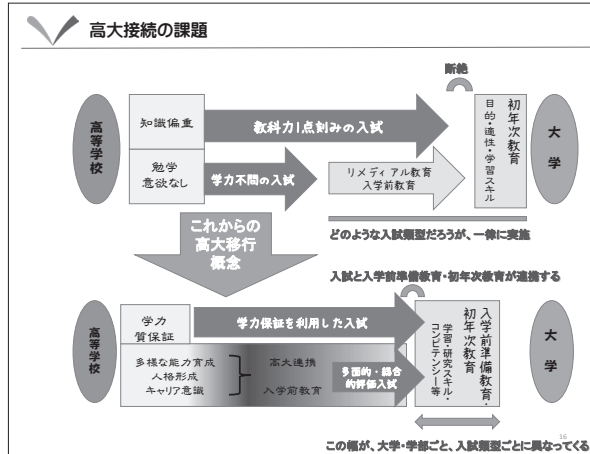 高大接続の課題
断絶
高等学校
知識偏重
教科力1点刻みの入試
初年次教育
目的・適性・学習スキル
大学
勉学
意欲なし
学力不問の入試
リメディアル教育
入学前教育
どのような入試類型だろうが、一律に実施
これからの
高大移行
概念
入試と入学前準備教育・初年次教育が連携する
高等学校
学力
質保証
学力保証を利用した入試
入学前準備教育・
初年次教育
学習・研究スキル・
コンピテンシー等
大学
多様な能力育成
人格形成
キャリア意識
高大連携
入学前教育
多面的・総合
的評価入試
この幅が、大学・学部ごと、入試類型ごとに異なってくる
16